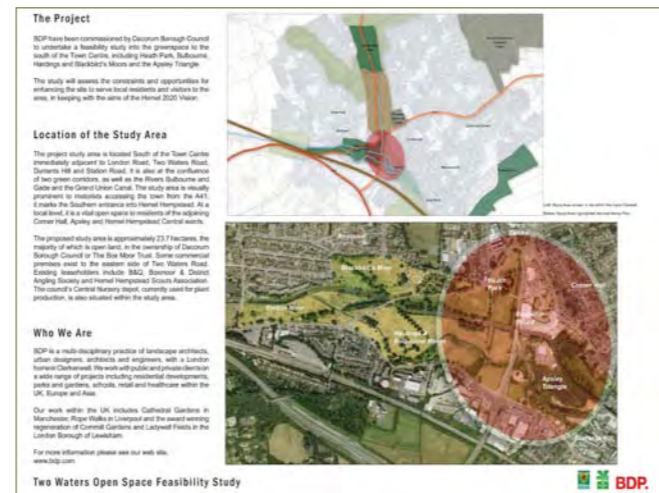 The Project
BDP have been commissioned by Dacorum Borough Council
to undertake a feasibility study into the greenspace to the
south of the Town Centre, including Heath Park, Bulbourne,
Hardings and Blackbird's Moors and the Apsley Triangle.
The study will assess the constraints and opportunities for
enhancing the site to serve local residents and visitors to the
area, in keeping with the aims of the Hemel 2020 Vision.
Location of the Study Area
The project study area is located South of the Town Centre
immediately adjacent to London Road, Two Waters Road,
Durrants Hill and Station Road. It is also at the confluence
of two green corridors, as well as the Rivers Bulbourne and
Gade and the Grand Union Canal. The study area is visually
prominent to motorists accessing the town from the A41;
it marks the Southern entrance into Hemel Hempstead. At a
local level, it is a vital open space to residents of the adjoining
Corner Hall, Apsley and Hemel Hempstead Central wards.
The proposed study area is approximately 23.7 hectares, the
majority of which is open land, in the ownership of Dacorum
Borough Council or The Box Moor Trust. Some commercial
premises exist to the eastern side of Two Waters Road.
Existing leaseholders include B&Q, Boxmoor & District
Angling Society and Hemel Hempstead Scouts Association.
The council's Central Nursery depot, currently used for plant
production, is also situated within the study area.
Who We Are
BDP is a multi-disciplinary practice of landscape architects,
urban designers, architects and engineers, with a London
home in Clerkenwell. We work with public and private clients on
a wide range of projects including residential developments,
parks and gardens, schools, retail and healthcare within the
UK, Europe and Asia.
Our work within the UK includes Cathedral Gardens in
Manchester, Rope Walks in Liverpool and the award winning
regeneration of Cornmill Gardens and Ladywell Fields in the
London Borough of Lewisham.
For more information please see our web site.
www.bdp.com
Heath
Park
Apsley
Triangle
Two Waters Open Space Feasibility Study
BDP.